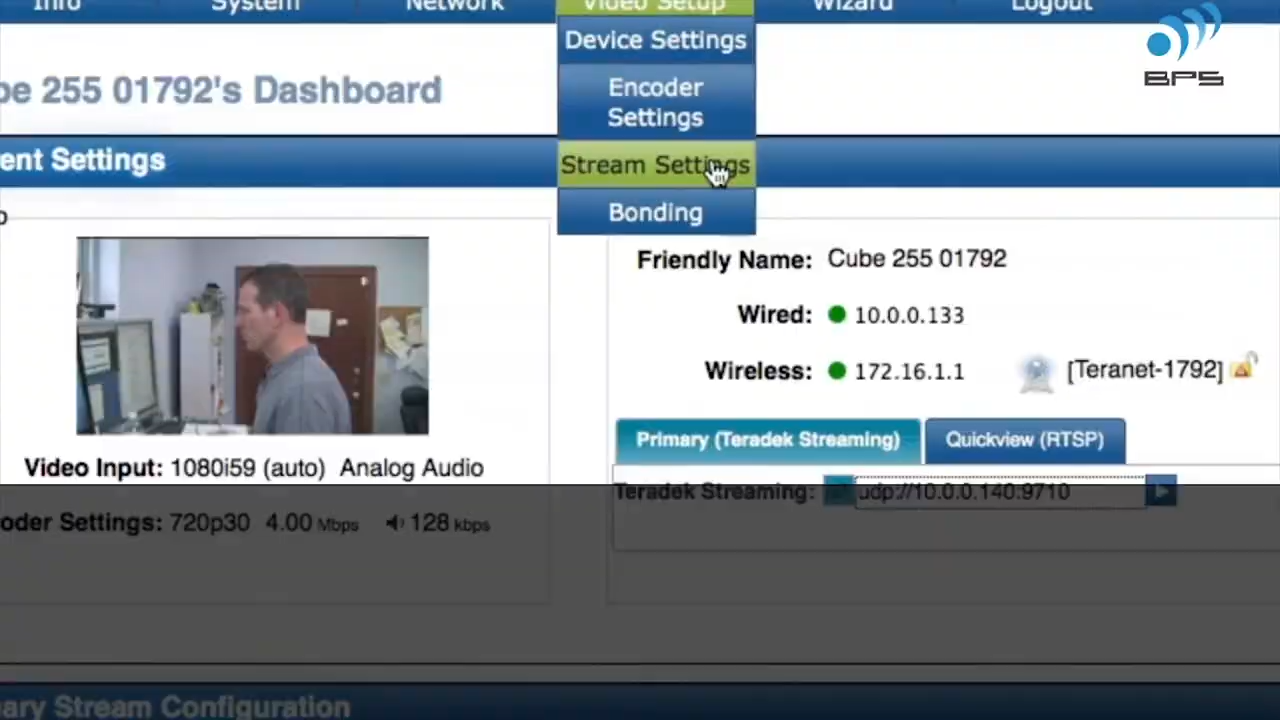 Info System Network Video Setup Wizard Logout
Device Settings
BPS
be 255 01792's Dashboard
Encoder
Settings
ent Settings
Stream Settings
Bonding
Friendly Name: Cube 255 01792
Wired: 10.0.0.133
Wireless: 172.16.1.1 [Teranet-1792]
Primary (Teradek Streaming) Quickview (RTSP)
Video Input: 1080i59 (auto) Analog Audio
Teradek Streaming: udp://10.0.0.140:9710
oder Settings: 720p30 4.00 Mbps 128 kbps
ary Stream Configuration